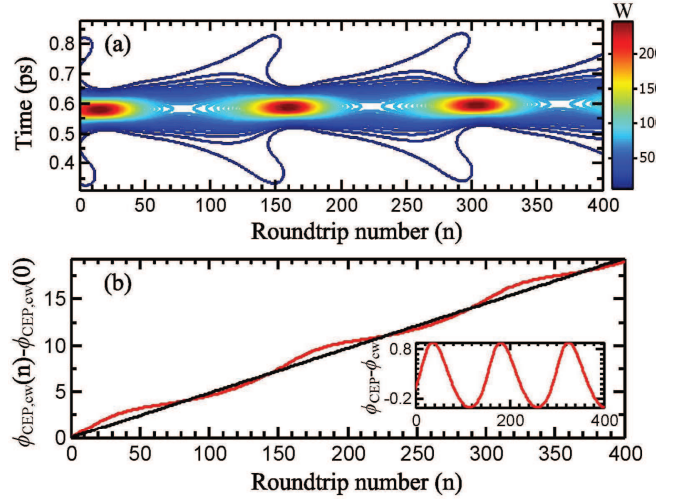 W
(a)
Time (ps)
0.8
0.7
0.6
0.5
0.4
200
150
100
50
0 50 100 150 200 250 300 350 400
Roundtrip number (n)
(b)
ϕCEP,cw(n)-ϕCEP,cw(0)
15
10
5
0
ϕCEP-ϕcw
0.8
-0.2
0 200 400
0 50 100 150 200 250 300 350 400
Roundtrip number (n)